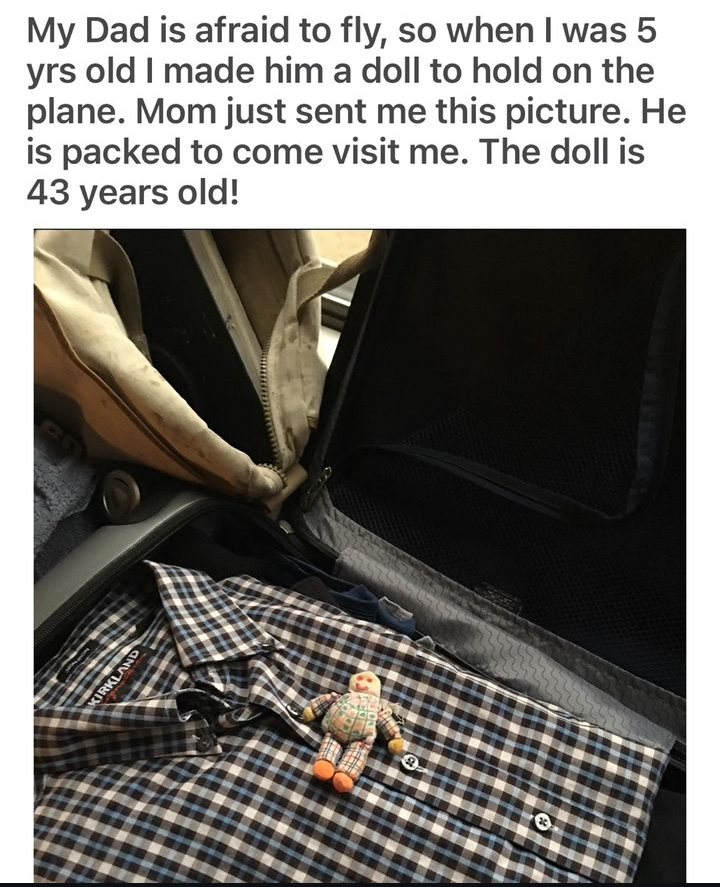 My Dad is afraid to fly, so when I was 5
yrs old I made him a doll to hold on the
plane. Mom just sent me this picture. He
is packed to come visit me. The doll is
43 years old!
KIRKLAND